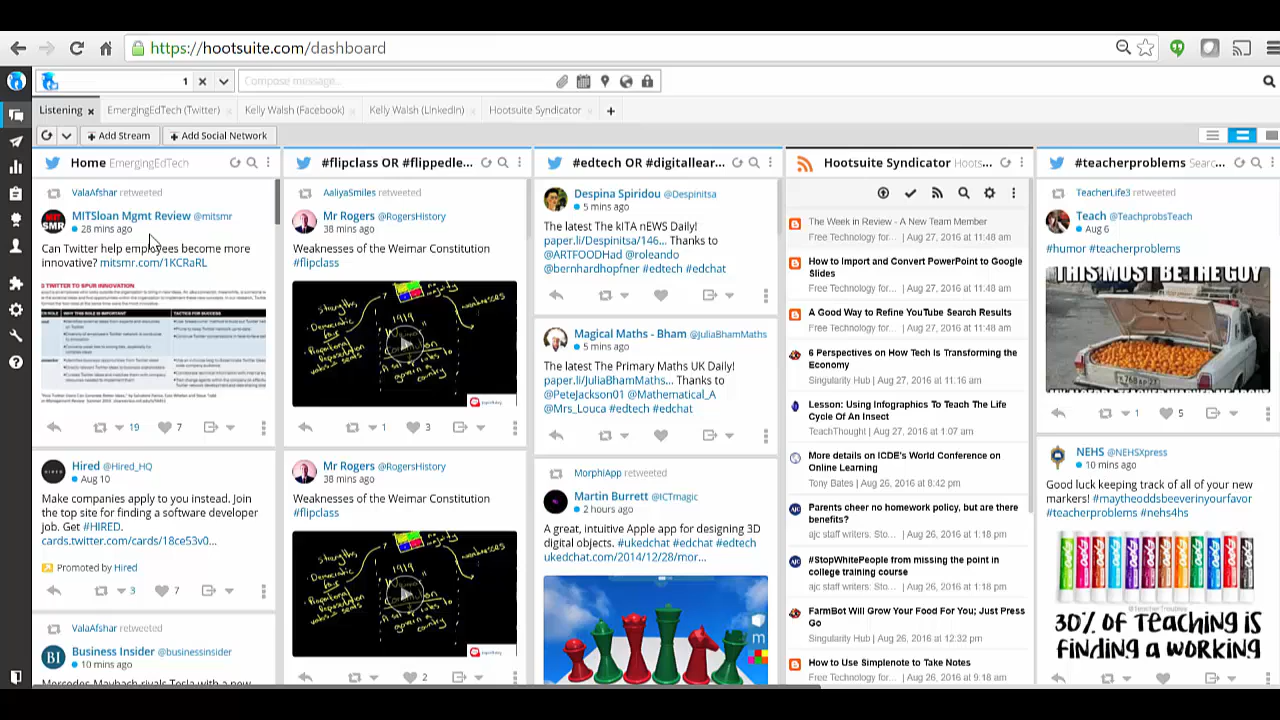 https://hootsuite.com/dashboard
1
Compose message...
Listening
EmergingEdTech (Twitter)
Kelly Walsh (Facebook)
Kelly Walsh (LinkedIn)
Hootsuite Syndicator
Add Stream
Add Social Network
Home EmergingEdTech
ValaAfshar retweeted
MITSloan Mgmt Review @mitsmr
28 mins ago
Can Twitter help employees become more
innovative? mitsmr.com/1KCRaRL
19
7
Hired @Hired_HQ
Aug 10
Make companies apply to you instead. Join
the top site for finding a software developer
job. Get #HIRED.
cards.twitter.com/cards/18ce53v0...
Promoted by Hired
3
7
ValaAfshar retweeted
BI
Business Insider @businessinsider
10 mins ago
Mercedes-Maybach rivals Tesla with a new
#flipclass OR #flippedle...
AaliyaSmiles retweeted
Mr Rogers @RogersHistory
38 mins ago
Weaknesses of the Weimar Constitution
#flipclass
strengths
weaknesses
1919
1
3
Mr Rogers @RogersHistory
38 mins ago
Weaknesses of the Weimar Constitution
#flipclass
strengths
weaknesses
1919
2
#edtech OR #digitallear...
Despina Spiridou @Despinitsa
5 mins ago
The latest The kITA nEWS Daily!
paper.li/Despinitsa/146... Thanks to
@ARTFOODHad @roleando
@bernhardhopfner #edtech #edchat
Magical Maths - Bham @JuliaBhamMaths
5 mins ago
The latest The Primary Maths UK Daily!
paper.li/JuliaBhamMaths... Thanks to
@PeteJackson01 @Mathematical_A
@Mrs_Louca #edtech #edchat
MorphiApp retweeted
Martin Burrett @ICTmagic
2 hours ago
A great, intuitive Apple app for designing 3D
digital objects. #ukedchat #edchat #edtech
ukedchat.com/2014/12/28/mor...
m
Hootsuite Syndicator Hoots...
The Week in Review - A New Team Member
Free Technology for... | Aug 27, 2016 at 11:48 am
How to Import and Convert PowerPoint to Google
Slides
Free Technology for... | Aug 27, 2016 at 11:48 am
A Good Way to Refine YouTube Search Results
Free Technology for... | Aug 27, 2016 at 11:48 am
6 Perspectives on How Tech Is Transforming the
Economy
Singularity Hub | Aug 27, 2016 at 11:16 am
Lesson: Using Infographics To Teach The Life
Cycle Of An Insect
TeachThought | Aug 27, 2016 at 1:07 am
More details on ICDE's World Conference on
Online Learning
Tony Bates | Aug 26, 2016 at 8:42 pm
Parents cheer no homework policy, but are there
benefits?
ajc staff writers: Sto... | Aug 26, 2016 at 1:18 pm
#StopWhitePeople from missing the point in
college training course
ajc staff writers: Sto... | Aug 26, 2016 at 1:18 pm
FarmBot Will Grow Your Food For You; Just Press
Go
Singularity Hub | Aug 26, 2016 at 12:32 pm
How to Use Simplenote to Take Notes
Free Technology for... | Aug 26, 2016 at 9:18 am
#teacherproblems Searc...
TeacherLife3 retweeted
Teach @TeachprobsTeach
Aug 6
#humor #teacherproblems
THIS MUST BE THE GUY
1
5
NEHS @NEHSXpress
10 mins ago
Good luck keeping track of all of your new
markers! #maytheoddsbeeverinyourfavor
#teacherproblems #nehs4hs
30% OF TEACHING IS
FINDING A WORKING